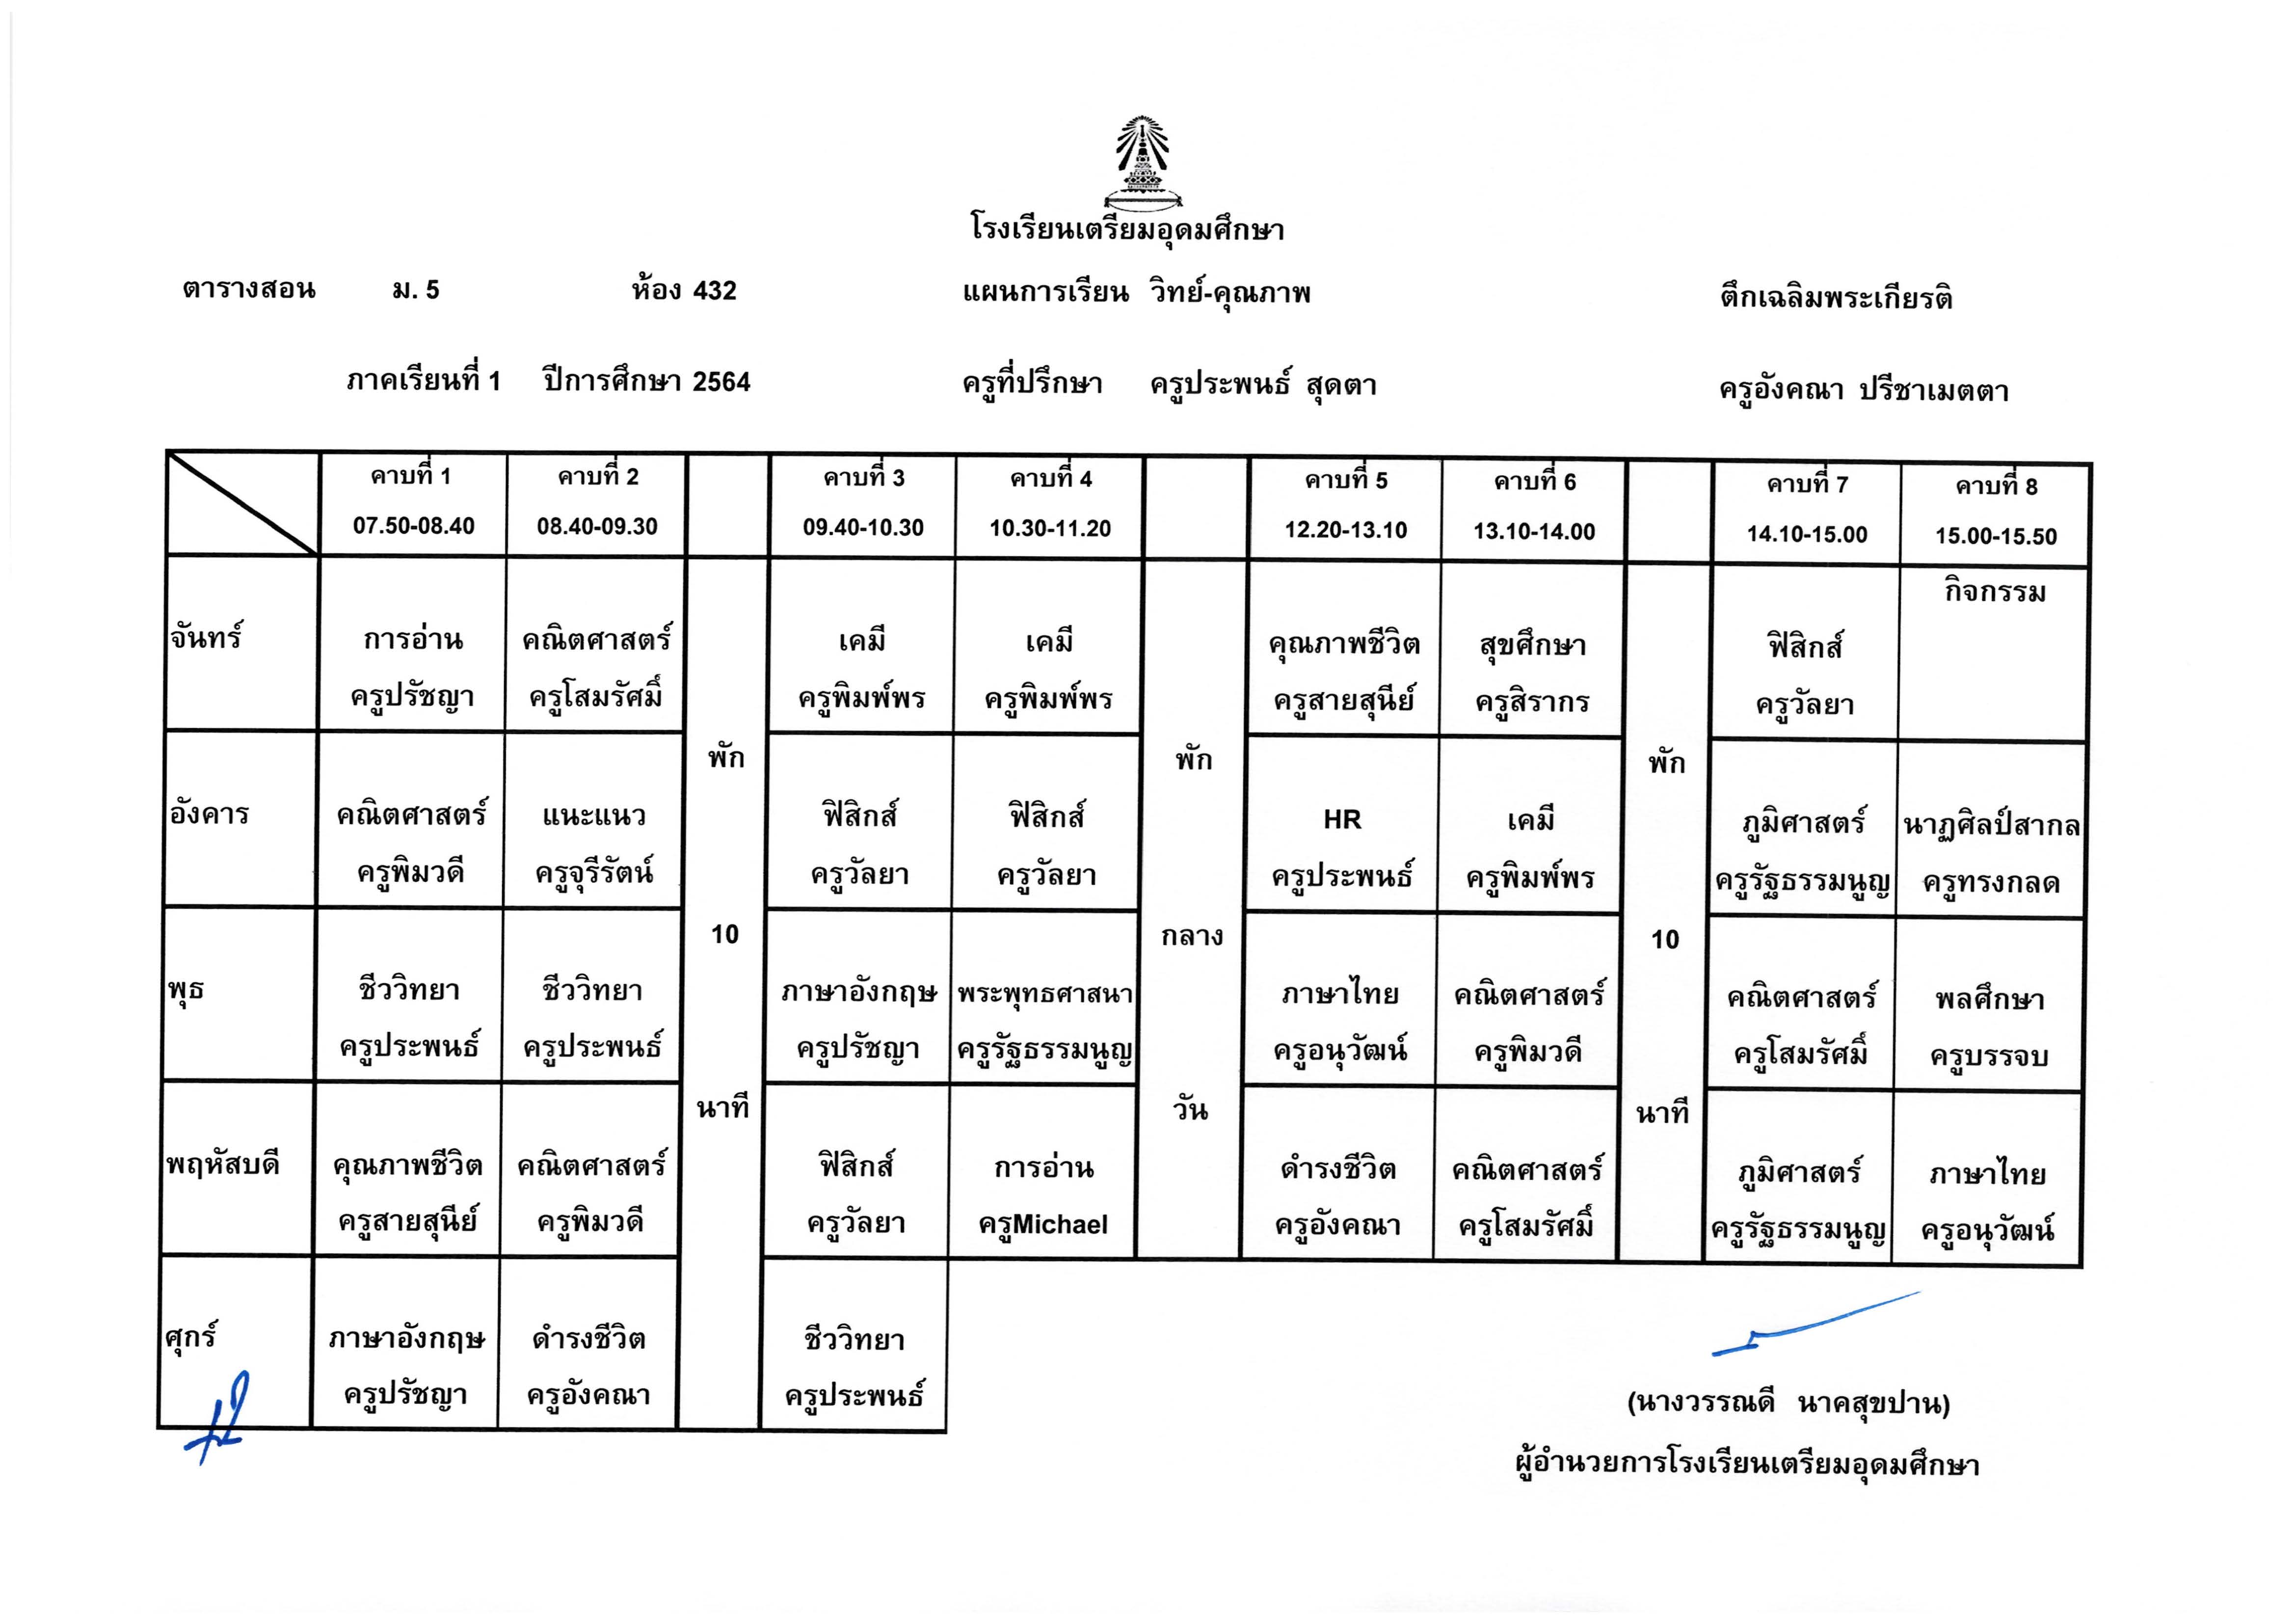 โรงเรียนเตรียมอุดมศึกษา
ตารางสอน ม. 5 ห้อง 432 แผนการเรียน วิทย์-คุณภาพ ตึกเฉลิมพระเกียรติ
ภาคเรียนที่ 1 ปีการศึกษา 2564 ครูที่ปรึกษา ครูประพนธ์ สุดตา ครูอังคณา ปรีชาเมตตา
คาบที่ 1 คาบที่ 2 คาบที่ 3 คาบที่ 4 คาบที่ 5 คาบที่ 6 คาบที่ 7 คาบที่ 8
07.50-08.40 08.40-09.30 09.40-10.30 10.30-11.20 12.20-13.10 13.10-14.00 14.10-15.00 15.00-15.50
จันทร์ การอ่าน คณิตศาสตร์ เคมี เคมี คุณภาพชีวิต สุขศึกษา ฟิสิกส์ กิจกรรม
ครูปรัชญา ครูโสมรัศมิ์ ครูพิมพ์พร ครูพิมพ์พร ครูสายสุนีย์ ครูสิรากร ครูวัลยา
พัก พัก พัก
อังคาร คณิตศาสตร์ แนะแนว ฟิสิกส์ ฟิสิกส์ HR เคมี ภูมิศาสตร์ นาฏศิลป์สากล
ครูพิมวดี ครูจุรีรัตน์ ครูวัลยา ครูวัลยา ครูประพนธ์ ครูพิมพ์พร ครูรัฐธรรมนูญ ครูทรงกลด
10 กลาง 10
พุธ ชีววิทยา ชีววิทยา ภาษาอังกฤษ พระพุทธศาสนา ภาษาไทย คณิตศาสตร์ คณิตศาสตร์ พลศึกษา
ครูประพนธ์ ครูประพนธ์ ครูปรัชญา ครูรัฐธรรมนูญ ครูอนุวัฒน์ ครูพิมวดี ครูโสมรัศมิ์ ครูบรรจบ
นาที วัน นาที
พฤหัสบดี คุณภาพชีวิต คณิตศาสตร์ ฟิสิกส์ การอ่าน ดำรงชีวิต คณิตศาสตร์ ภูมิศาสตร์ ภาษาไทย
ครูสายสุนีย์ ครูพิมวดี ครูวัลยา ครูMichael ครูอังคณา ครูโสมรัศมิ์ ครูรัฐธรรมนูญ ครูอนุวัฒน์
ศุกร์ ภาษาอังกฤษ ดำรงชีวิต ชีววิทยา
ครูปรัชญา ครูอังคณา ครูประพนธ์
(นางวรรณดี นาคสุขปาน)
ผู้อำนวยการโรงเรียนเตรียมอุดมศึกษา